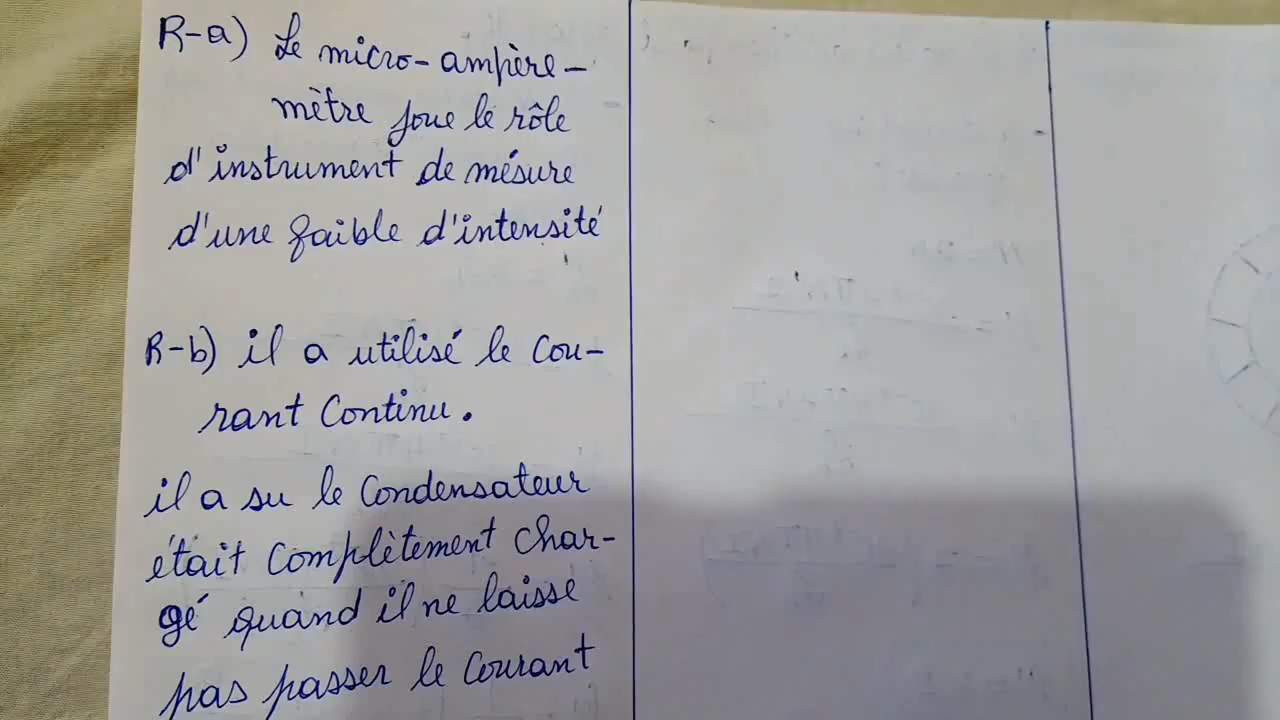 R-a) Le micro-ampère-
mètre joue le rôle
d'instrument de mésure
d'une faible d'intensité
R-b) il a utilisé le cou-
rant continu.
il a su le condensateur
était complètement char-
gé quand il ne laisse
pas passer le courant